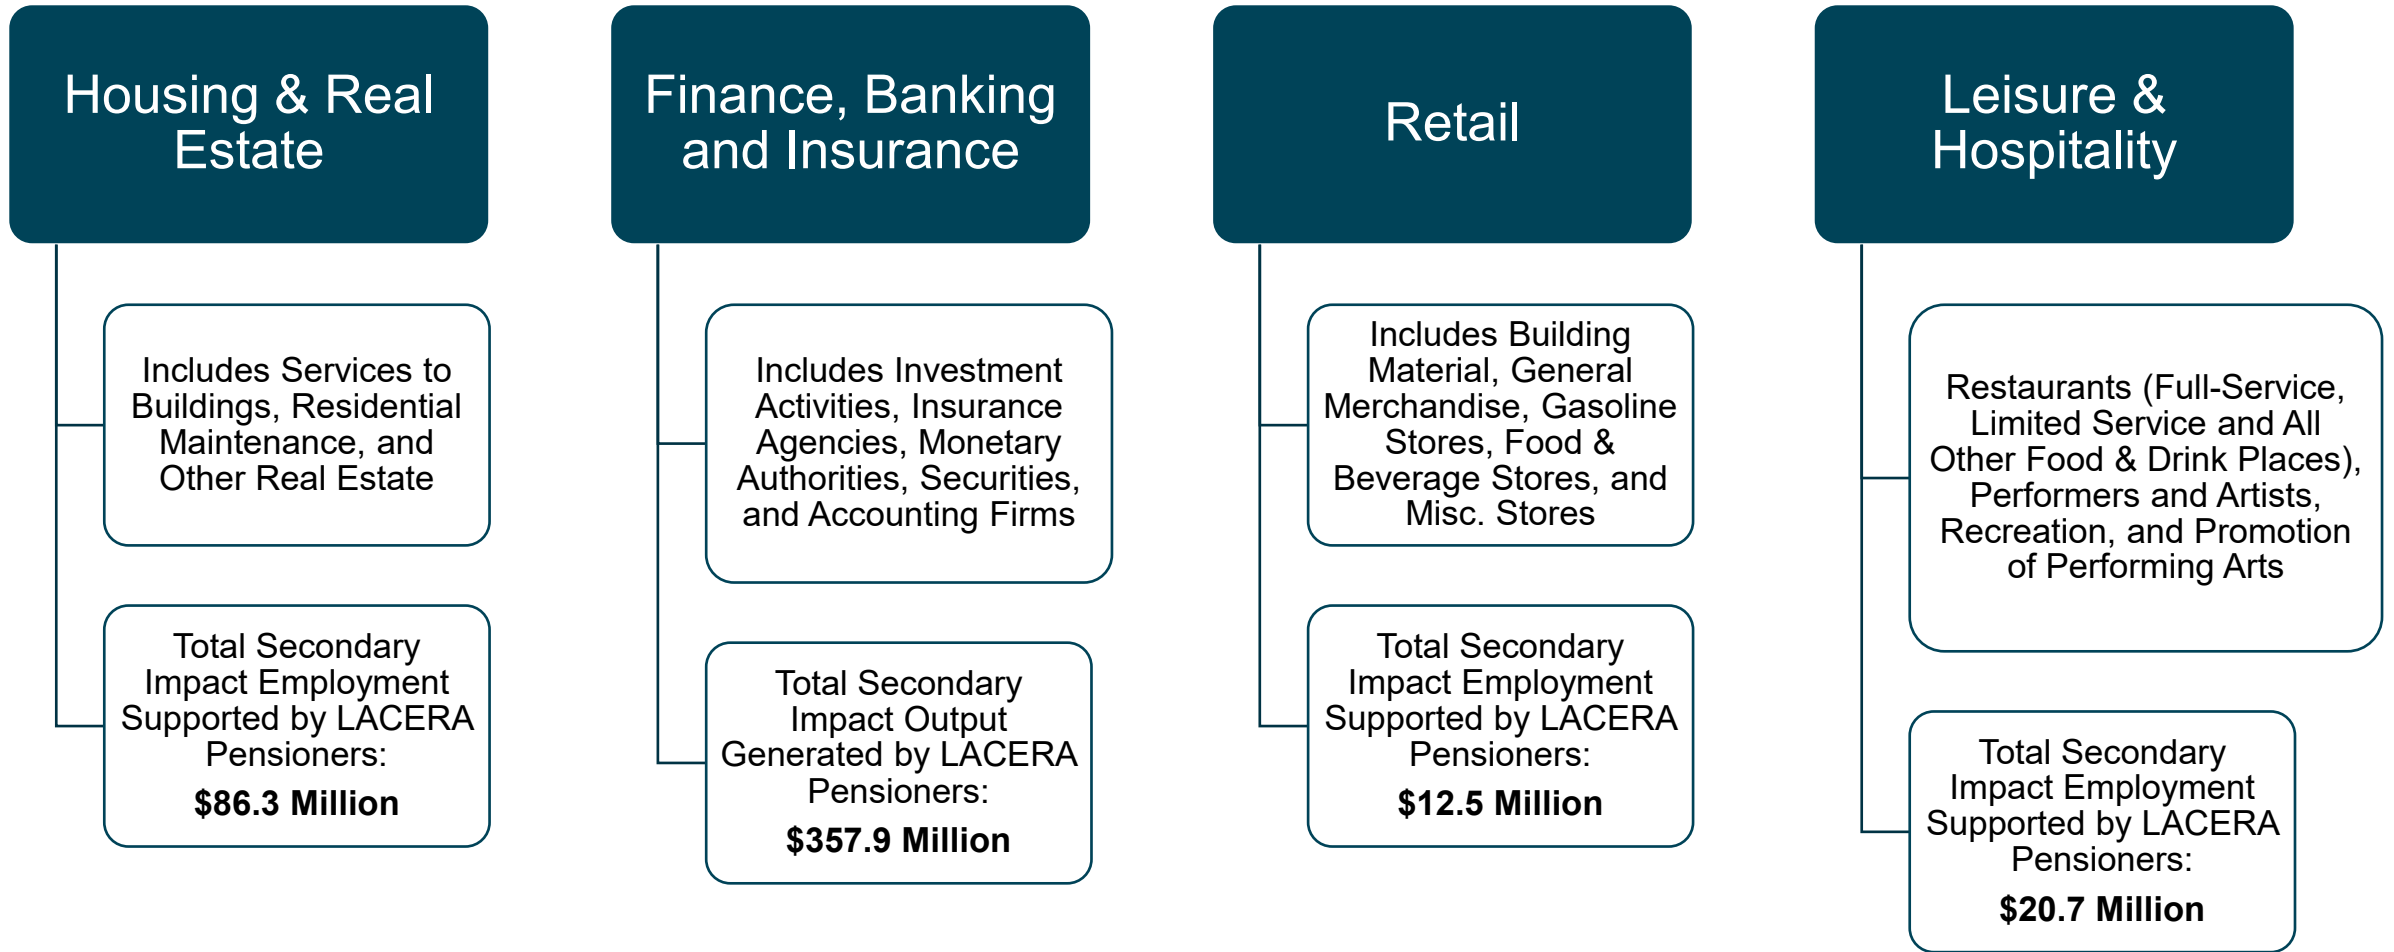 Housing & Real
Estate
Includes Services to
Buildings, Residential
Maintenance, and
Other Real Estate
Total Secondary
Impact Employment
Supported by LACERA
Pensioners:
$86.3 Million
Finance, Banking
and Insurance
Includes Investment
Activities, Insurance
Agencies, Monetary
Authorities, Securities,
and Accounting Firms
Total Secondary
Impact Output
Generated by LACERA
Pensioners:
$357.9 Million
Retail
Includes Building
Material, General
Merchandise, Gasoline
Stores, Food &
Beverage Stores, and
Misc. Stores
Total Secondary
Impact Employment
Supported by LACERA
Pensioners:
$12.5 Million
Leisure &
Hospitality
Restaurants (Full-Service,
Limited Service and All
Other Food & Drink Places),
Performers and Artists,
Recreation, and Promotion
of Performing Arts
Total Secondary
Impact Employment
Supported by LACERA
Pensioners:
$20.7 Million